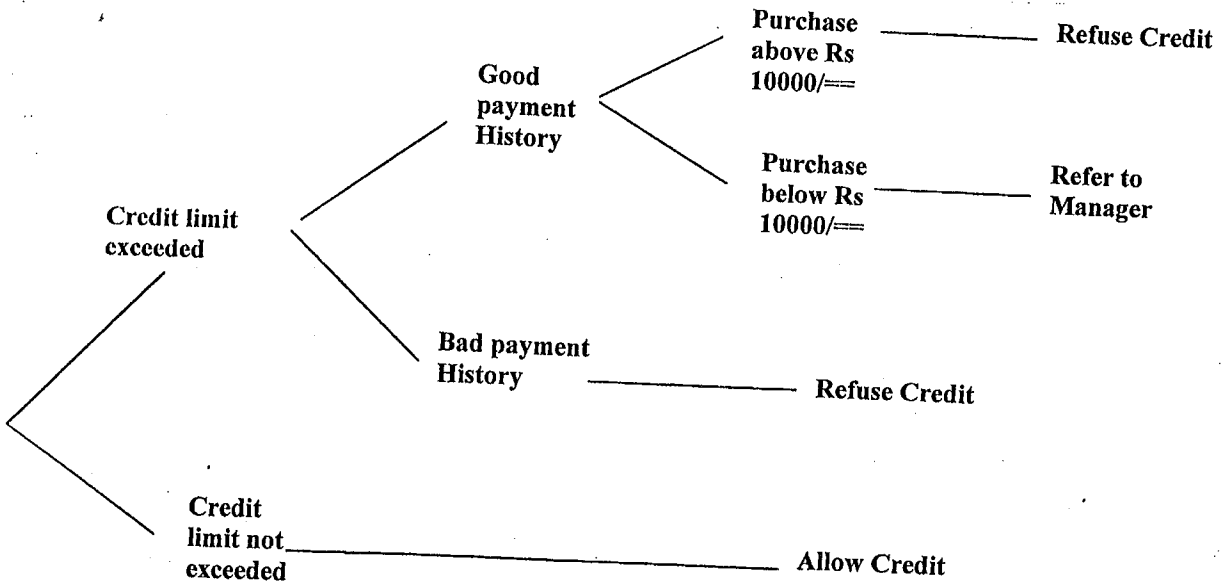 Purchase
above Rs
10000/==
Refuse Credit
Good
payment
History
Purchase
below Rs
10000/==
Refer to
Manager
Credit limit
exceeded
Bad payment
History
Refuse Credit
Credit
limit not
exceeded
Allow Credit